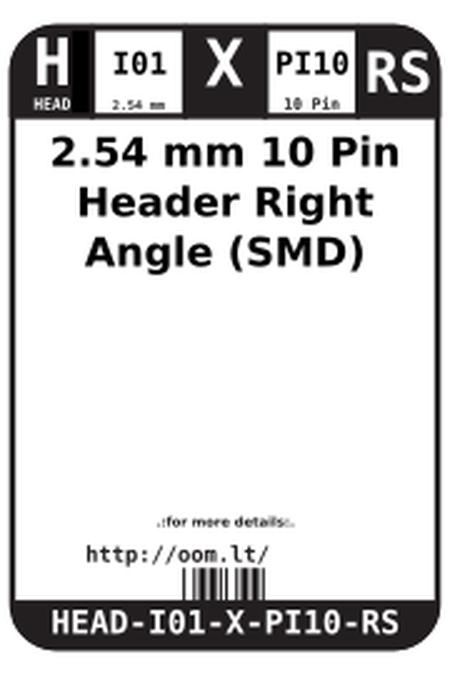 H I01 X PI10 RS
HEAD 2.54 mm 10 Pin
2.54 mm 10 Pin
Header Right
Angle (SMD)
.:for more details:.
http://oom.lt/
HEAD-I01-X-PI10-RS